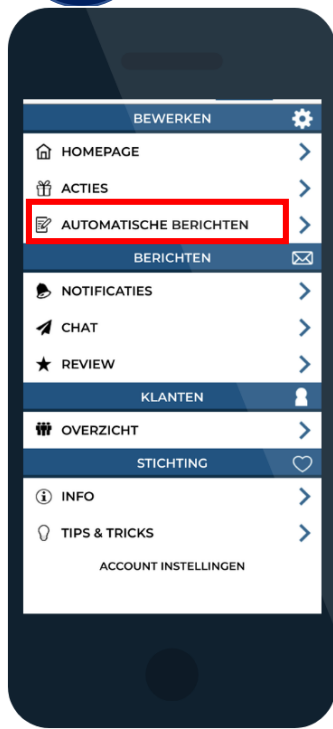 BEWERKEN
HOMEPAGE
ACTIES
AUTOMATISCHE BERICHTEN
BERICHTEN
NOTIFICATIES
CHAT
REVIEW
KLANTEN
OVERZICHT
STICHTING
INFO
TIPS & TRICKS
ACCOUNT INSTELLINGEN